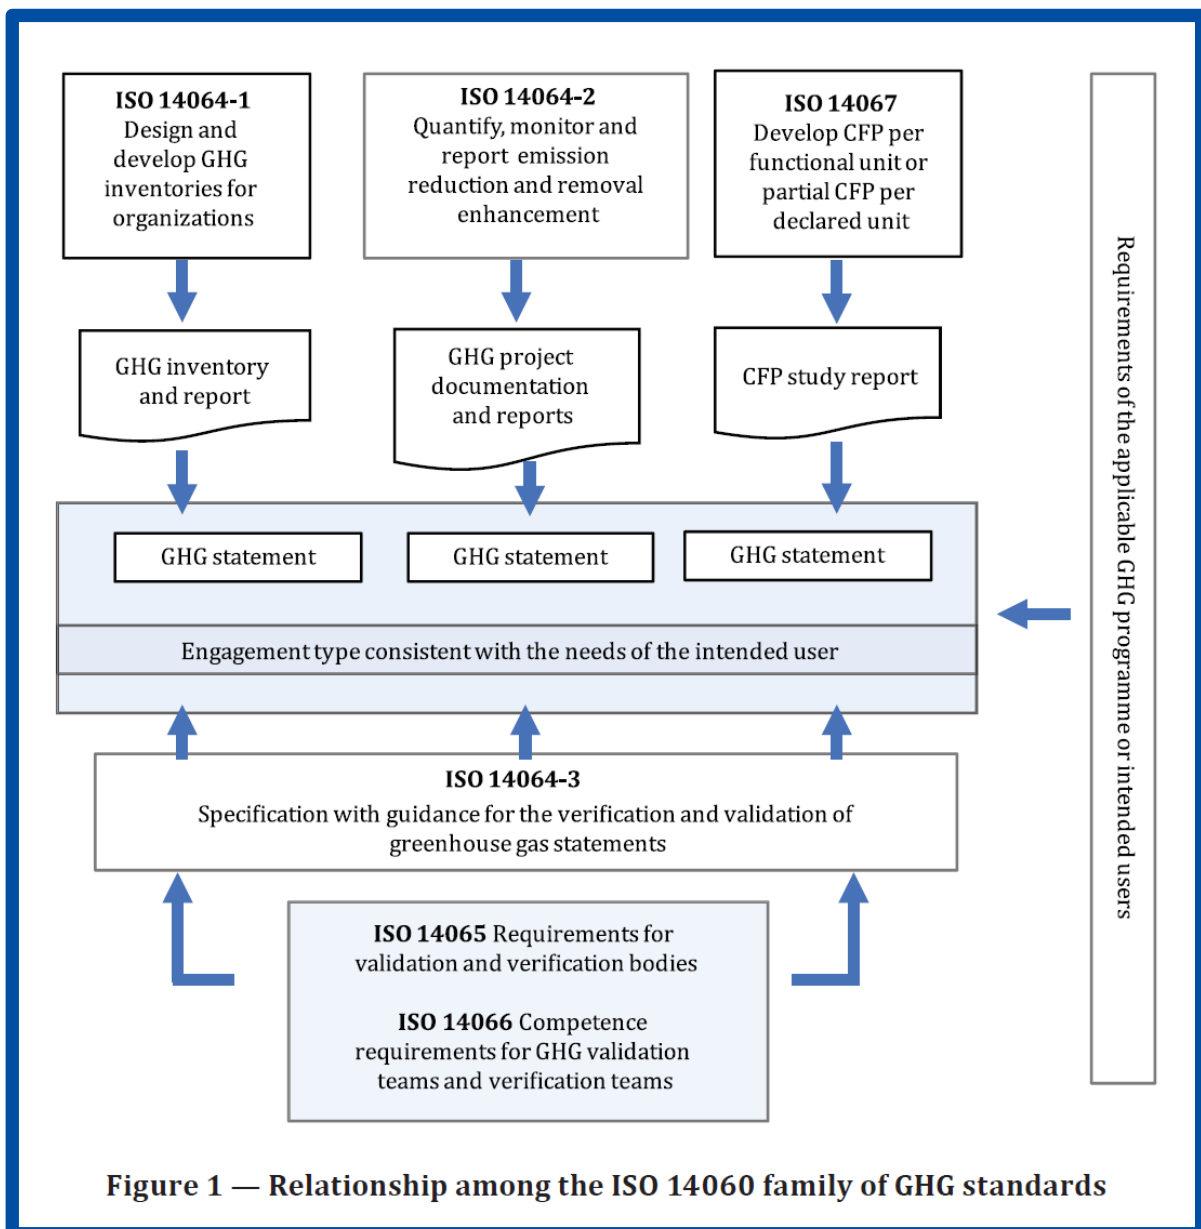 ISO 14064-1
Design and
develop GHG
inventories for
organizations
ISO 14064-2
Quantify, monitor and
report emission
reduction and removal
enhancement
ISO 14067
Develop CFP per
functional unit or
partial CFP per
declared unit
GHG inventory
and report
GHG project
documentation
and reports
CFP study report
GHG statement
GHG statement
GHG statement
Engagement type consistent with the needs of the intended user
ISO 14064-3
Specification with guidance for the verification and validation of
greenhouse gas statements
ISO 14065 Requirements for
validation and verification bodies
ISO 14066 Competence
requirements for GHG validation
teams and verification teams
Requirements of the applicable GHG programme or intended users
Figure 1 — Relationship among the ISO 14060 family of GHG standards